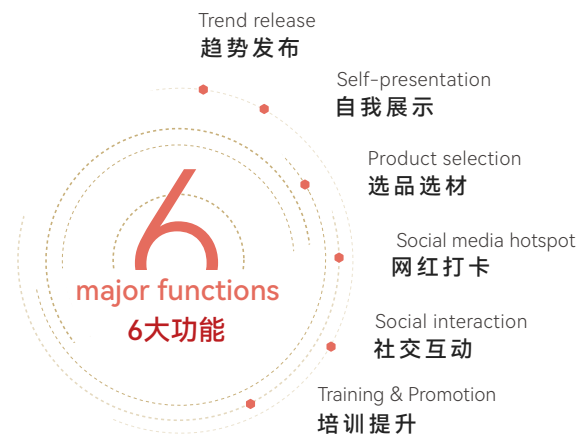 Trend release
趋势发布
Self-presentation
自我展示
Product selection
选品选材
Social media hotspot
网红打卡
Social interaction
社交互动
Training & Promotion
培训提升
6
major functions
6大功能